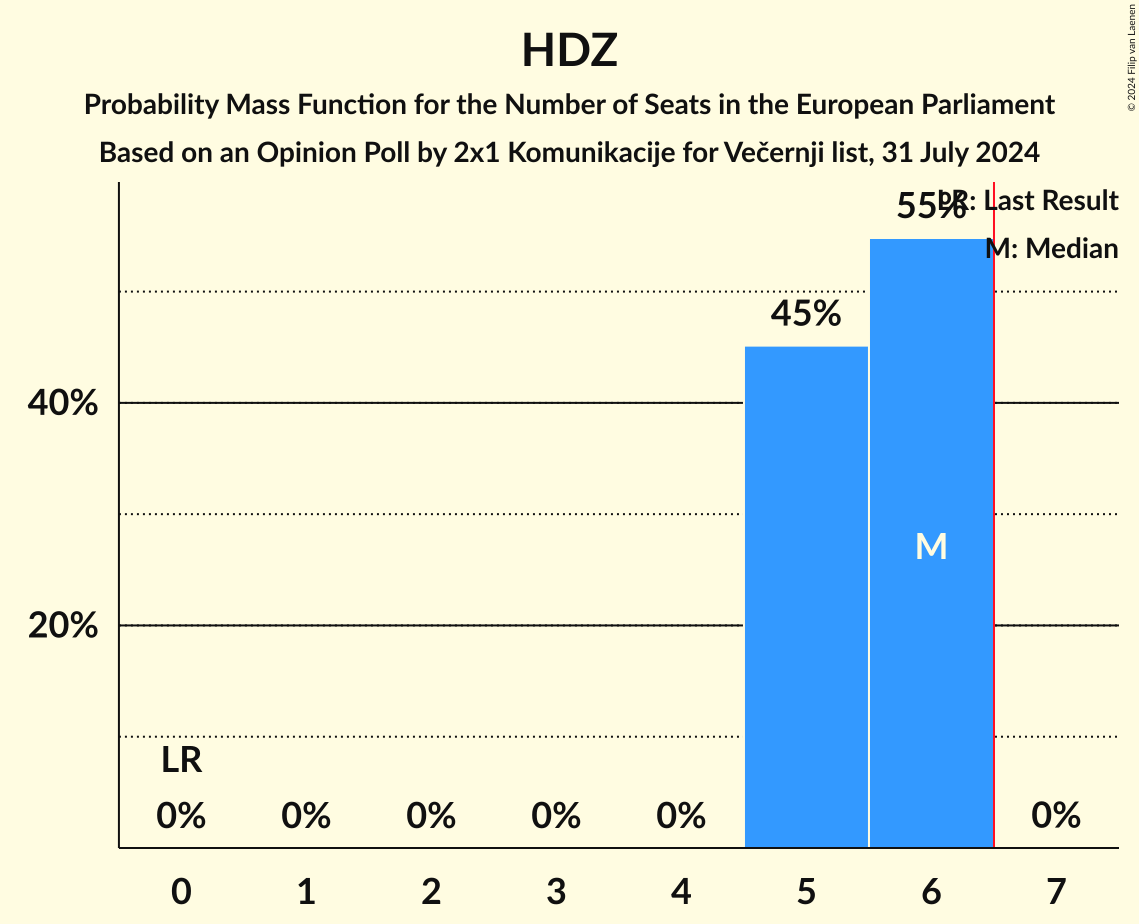 HDZ
Probability Mass Function for the Number of Seats in the European Parliament
Based on an Opinion Poll by 2x1 Komunikacije for Večernji list, 31 July 2024
© 2024 Filip van Laenen
LR: Last Result
M: Median
55%
45%
40%
M
20%
LR
0% 0% 0% 0% 0% 0%
0 1 2 3 4 5 6 7